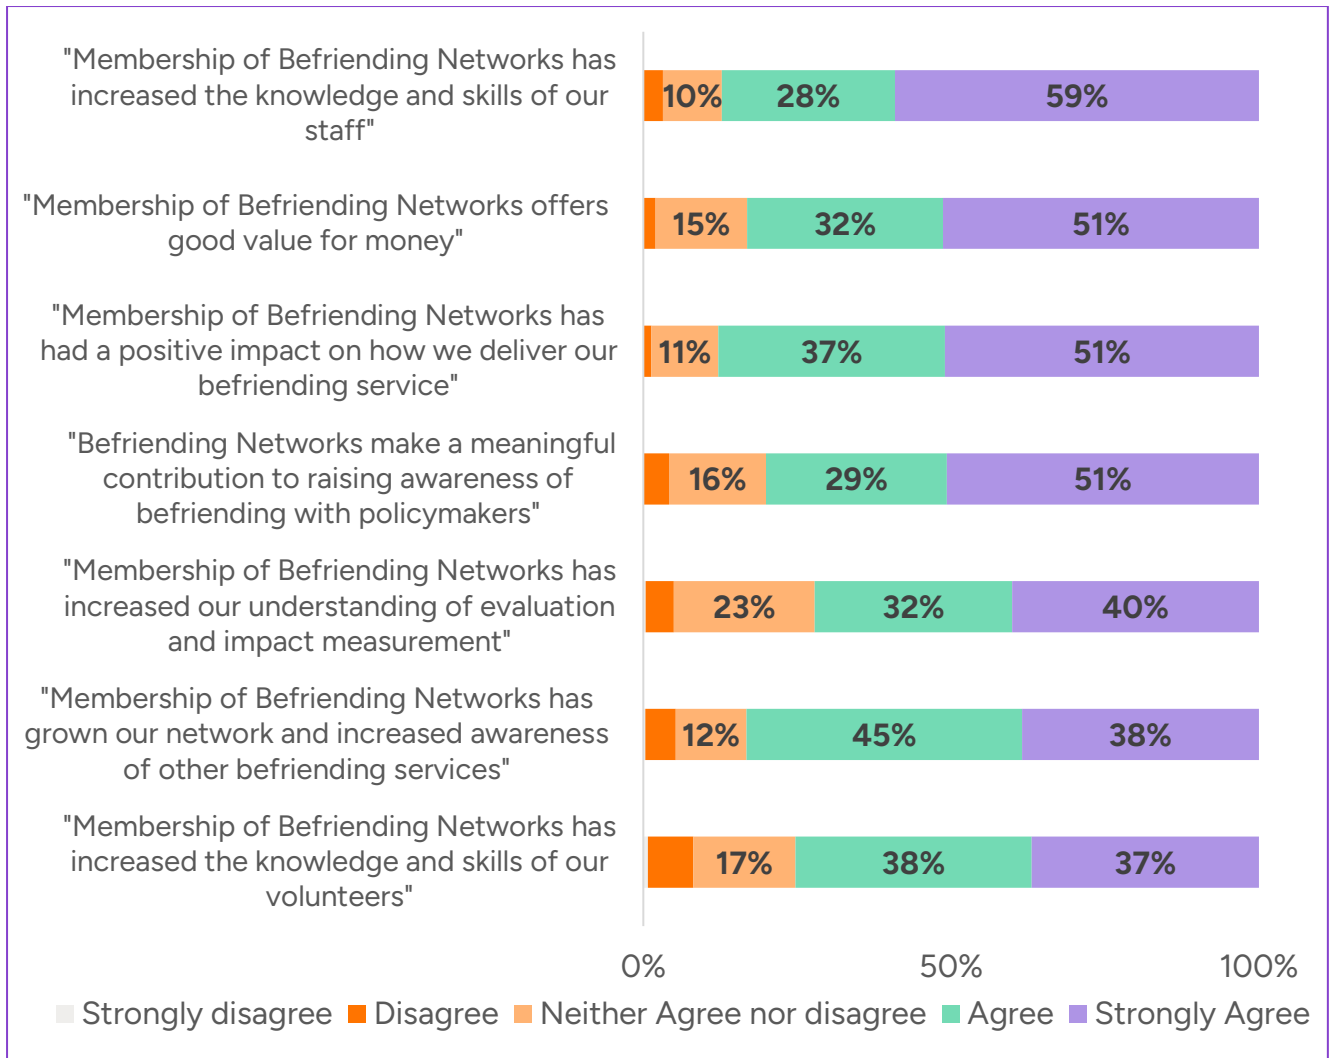 "Membership of Befriending Networks has
increased the knowledge and skills of our
staff"
10% 28% 59%
"Membership of Befriending Networks offers
good value for money"
15% 32% 51%
"Membership of Befriending Networks has
had a positive impact on how we deliver our
befriending service"
11% 37% 51%
"Befriending Networks make a meaningful
contribution to raising awareness of
befriending with policymakers"
16% 29% 51%
"Membership of Befriending Networks has
increased our understanding of evaluation
and impact measurement"
23% 32% 40%
"Membership of Befriending Networks has
grown our network and increased awareness
of other befriending services"
12% 45% 38%
"Membership of Befriending Networks has
increased the knowledge and skills of our
volunteers"
17% 38% 37%
0% 50% 100%
Strongly disagree Disagree Neither Agree nor disagree Agree Strongly Agree